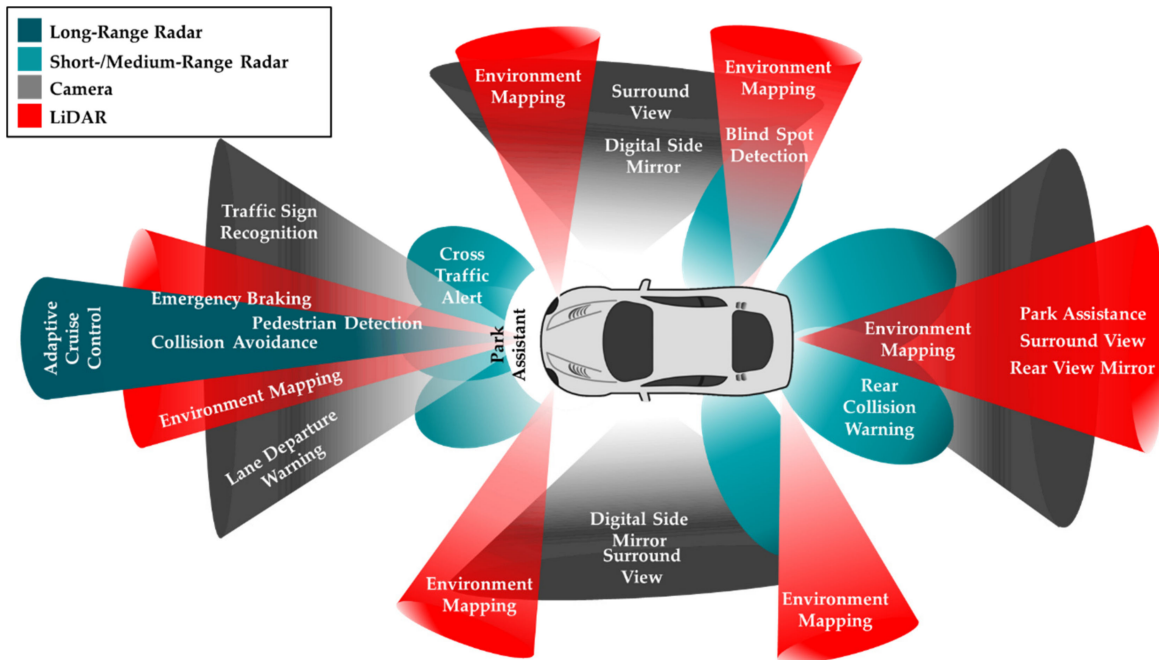 Long-Range Radar
Short-/Medium-Range Radar
Camera
LiDAR
Environment
Mapping
Surround
View
Digital Side
Mirror
Environment
Mapping
Blind Spot
Detection
Traffic Sign
Recognition
Cross
Traffic
Alert
Emergency Braking
Pedestrian Detection
Collision Avoidance
Adaptive
Cruise
Control
Park
Assistant
Environment Mapping
Lane Departure
Warning
Environment
Mapping
Park Assistance
Surround View
Rear View Mirror
Rear
Collision
Warning
Digital Side
Mirror
Surround
View
Environment
Mapping
Environment
Mapping